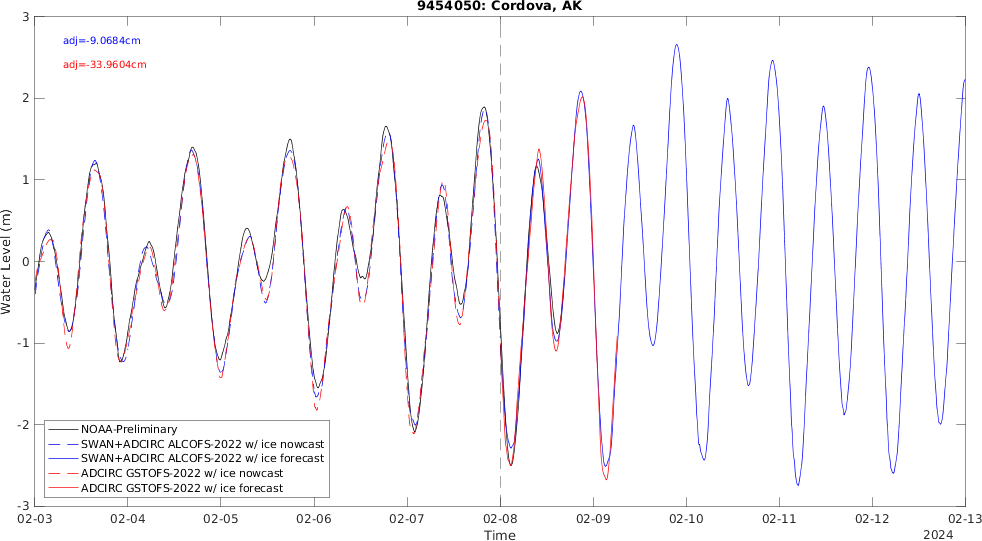 9454050: Cordova, AK
adj=-9.0684cm
adj=-33.9604cm
3
2
1
0
-1
-2
-3
Water Level (m)
NOAA-Preliminary
SWAN+ADCIRC ALCOFS-2022 w/ ice nowcast
SWAN+ADCIRC ALCOFS-2022 w/ ice forecast
ADCIRC GSTOFS-2022 w/ ice nowcast
ADCIRC GSTOFS-2022 w/ ice forecast
02-03 02-04 02-05 02-06 02-07 02-08 02-09 02-10 02-11 02-12 02-13
Time
2024